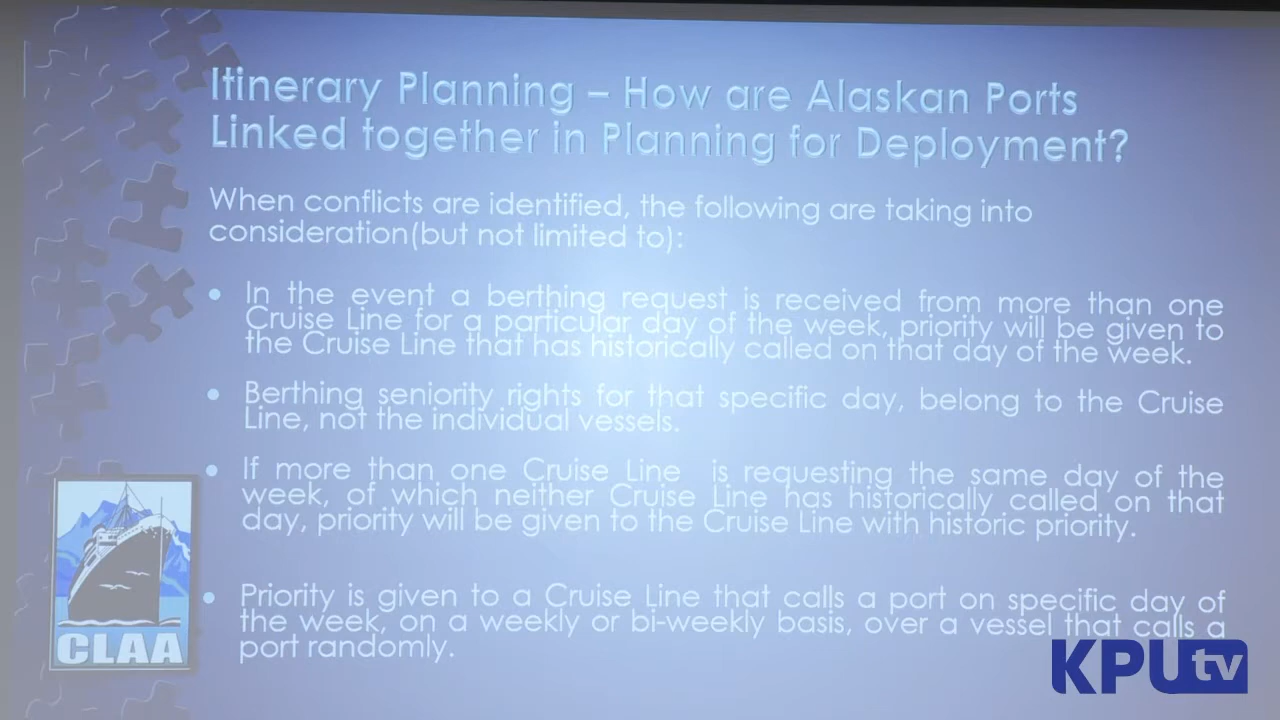 Itinerary Planning – How are Alaskan Ports
Linked together in Planning for Deployment?
When conflicts are identified, the following are taking into
consideration(but not limited to):
• In the event a berthing request is received from more than one
Cruise Line for a particular day of the week, priority will be given to
the Cruise Line that has historically called on that day of the week.
• Berthing seniority rights for that specific day, belong to the Cruise
Line, not the individual vessels.
• If more than one Cruise Line is requesting the same day of the
week, of which neither Cruise Line has historically called on that
day, priority will be given to the Cruise Line with historic priority.
• Priority is given to a Cruise Line that calls a port on specific day of
the week, on a weekly or bi-weekly basis, over a vessel that calls a
port randomly.
CLAA
KPUtv